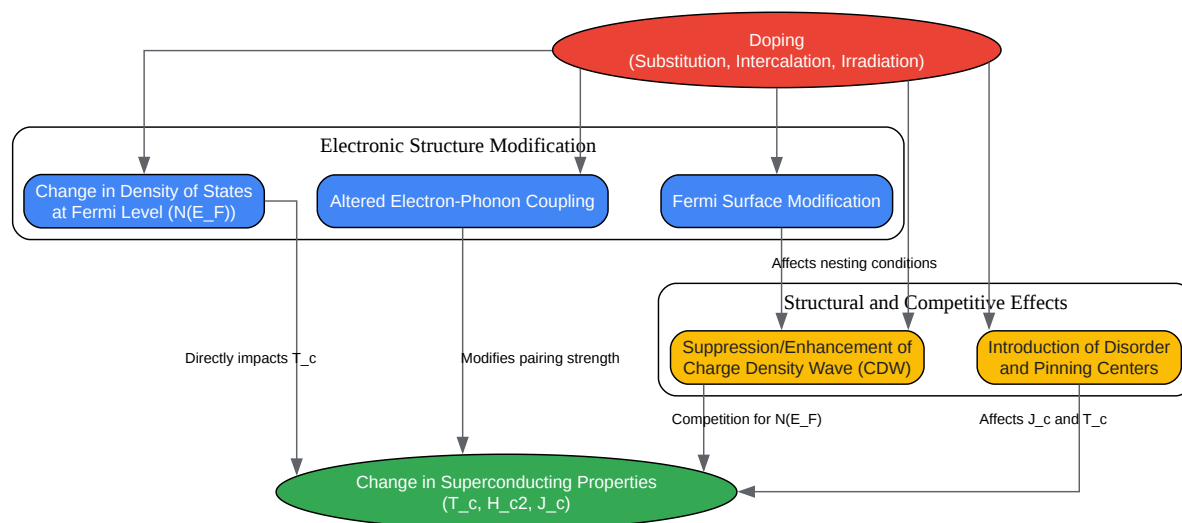 Doping
(Substitution, Intercalation, Irradiation)
Electronic Structure Modification
Change in Density of States
at Fermi Level (N(E_F))
Altered Electron-Phonon Coupling
Fermi Surface Modification
Affects nesting conditions
Structural and Competitive Effects
Suppression/Enhancement of
Charge Density Wave (CDW)
Introduction of Disorder
and Pinning Centers
Directly impacts T_c
Modifies pairing strength
Competition for N(E_F)
Affects J_c and T_c
Change in Superconducting Properties
(T_c, H_c2, J_c)